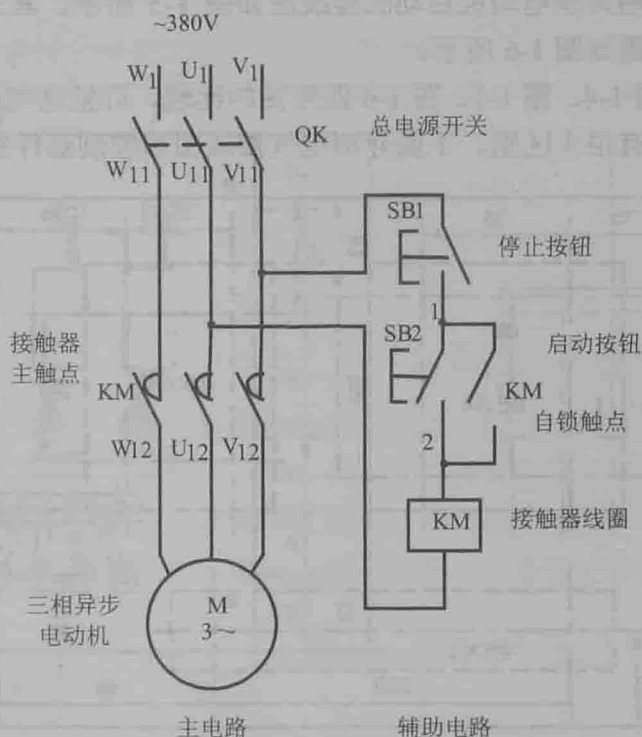 ~380V
W1 U1 V1
QK 总电源开关
W11 U11 V11
SB1
停止按钮
1
SB2
启动按钮
接触器
主触点
KM
KM
自锁触点
W12 U12 V12
2
KM
接触器线圈
三相异步
电动机
M
3~
主电路
辅助电路